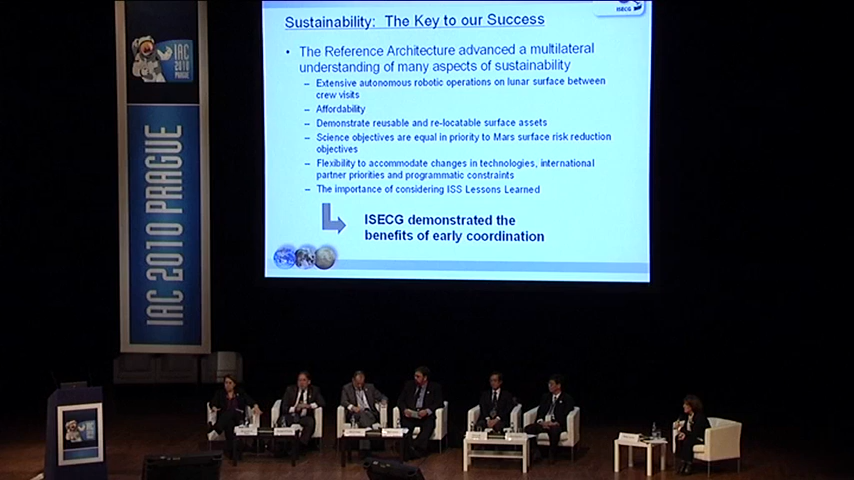 IAC
2010
PRAGUE
IAC 2010 PRAGUE
ISECG
Sustainability: The Key to our Success
• The Reference Architecture advanced a multilateral
understanding of many aspects of sustainability
– Extensive autonomous robotic operations on lunar surface between
crew visits
– Affordability
– Demonstrate reusable and re-locatable surface assets
– Science objectives are equal in priority to Mars surface risk reduction
objectives
– Flexibility to accommodate changes in technologies, international
partner priorities and programmatic constraints
– The importance of considering ISS Lessons Learned
ISECG demonstrated the
benefits of early coordination